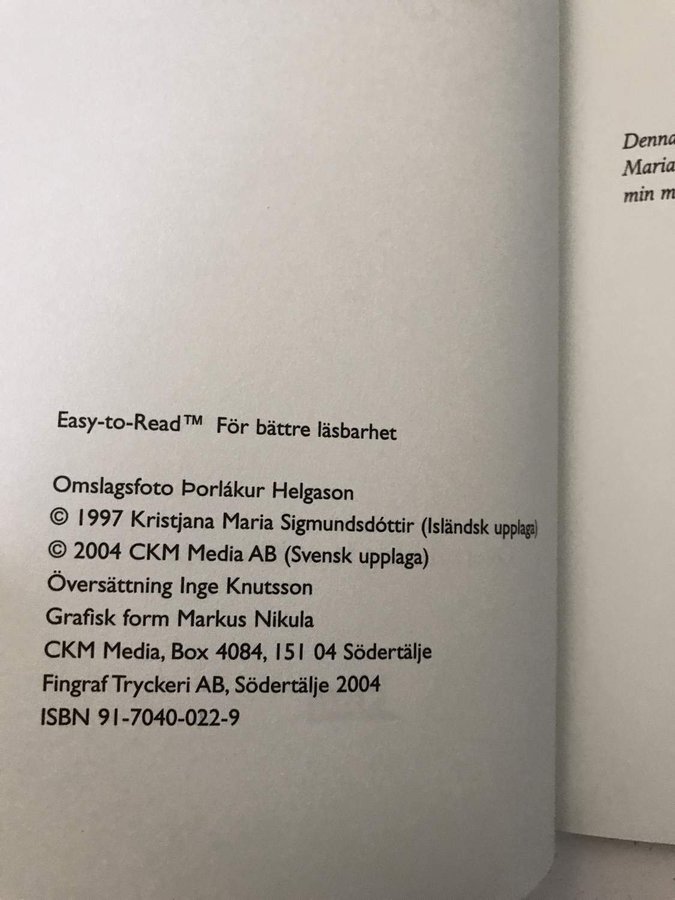 Easy-to-Read™ För bättre läsbarhet
Omslagsfoto Þorlákur Helgason
© 1997 Kristjana Maria Sigmundsdóttir (Isländsk upplaga)
© 2004 CKM Media AB (Svensk upplaga)
Översättning Inge Knutsson
Grafisk form Markus Nikula
CKM Media, Box 4084, 151 04 Södertälje
Fingraf Tryckeri AB, Södertälje 2004
ISBN 91-7040-022-9
Denna
Maria
min